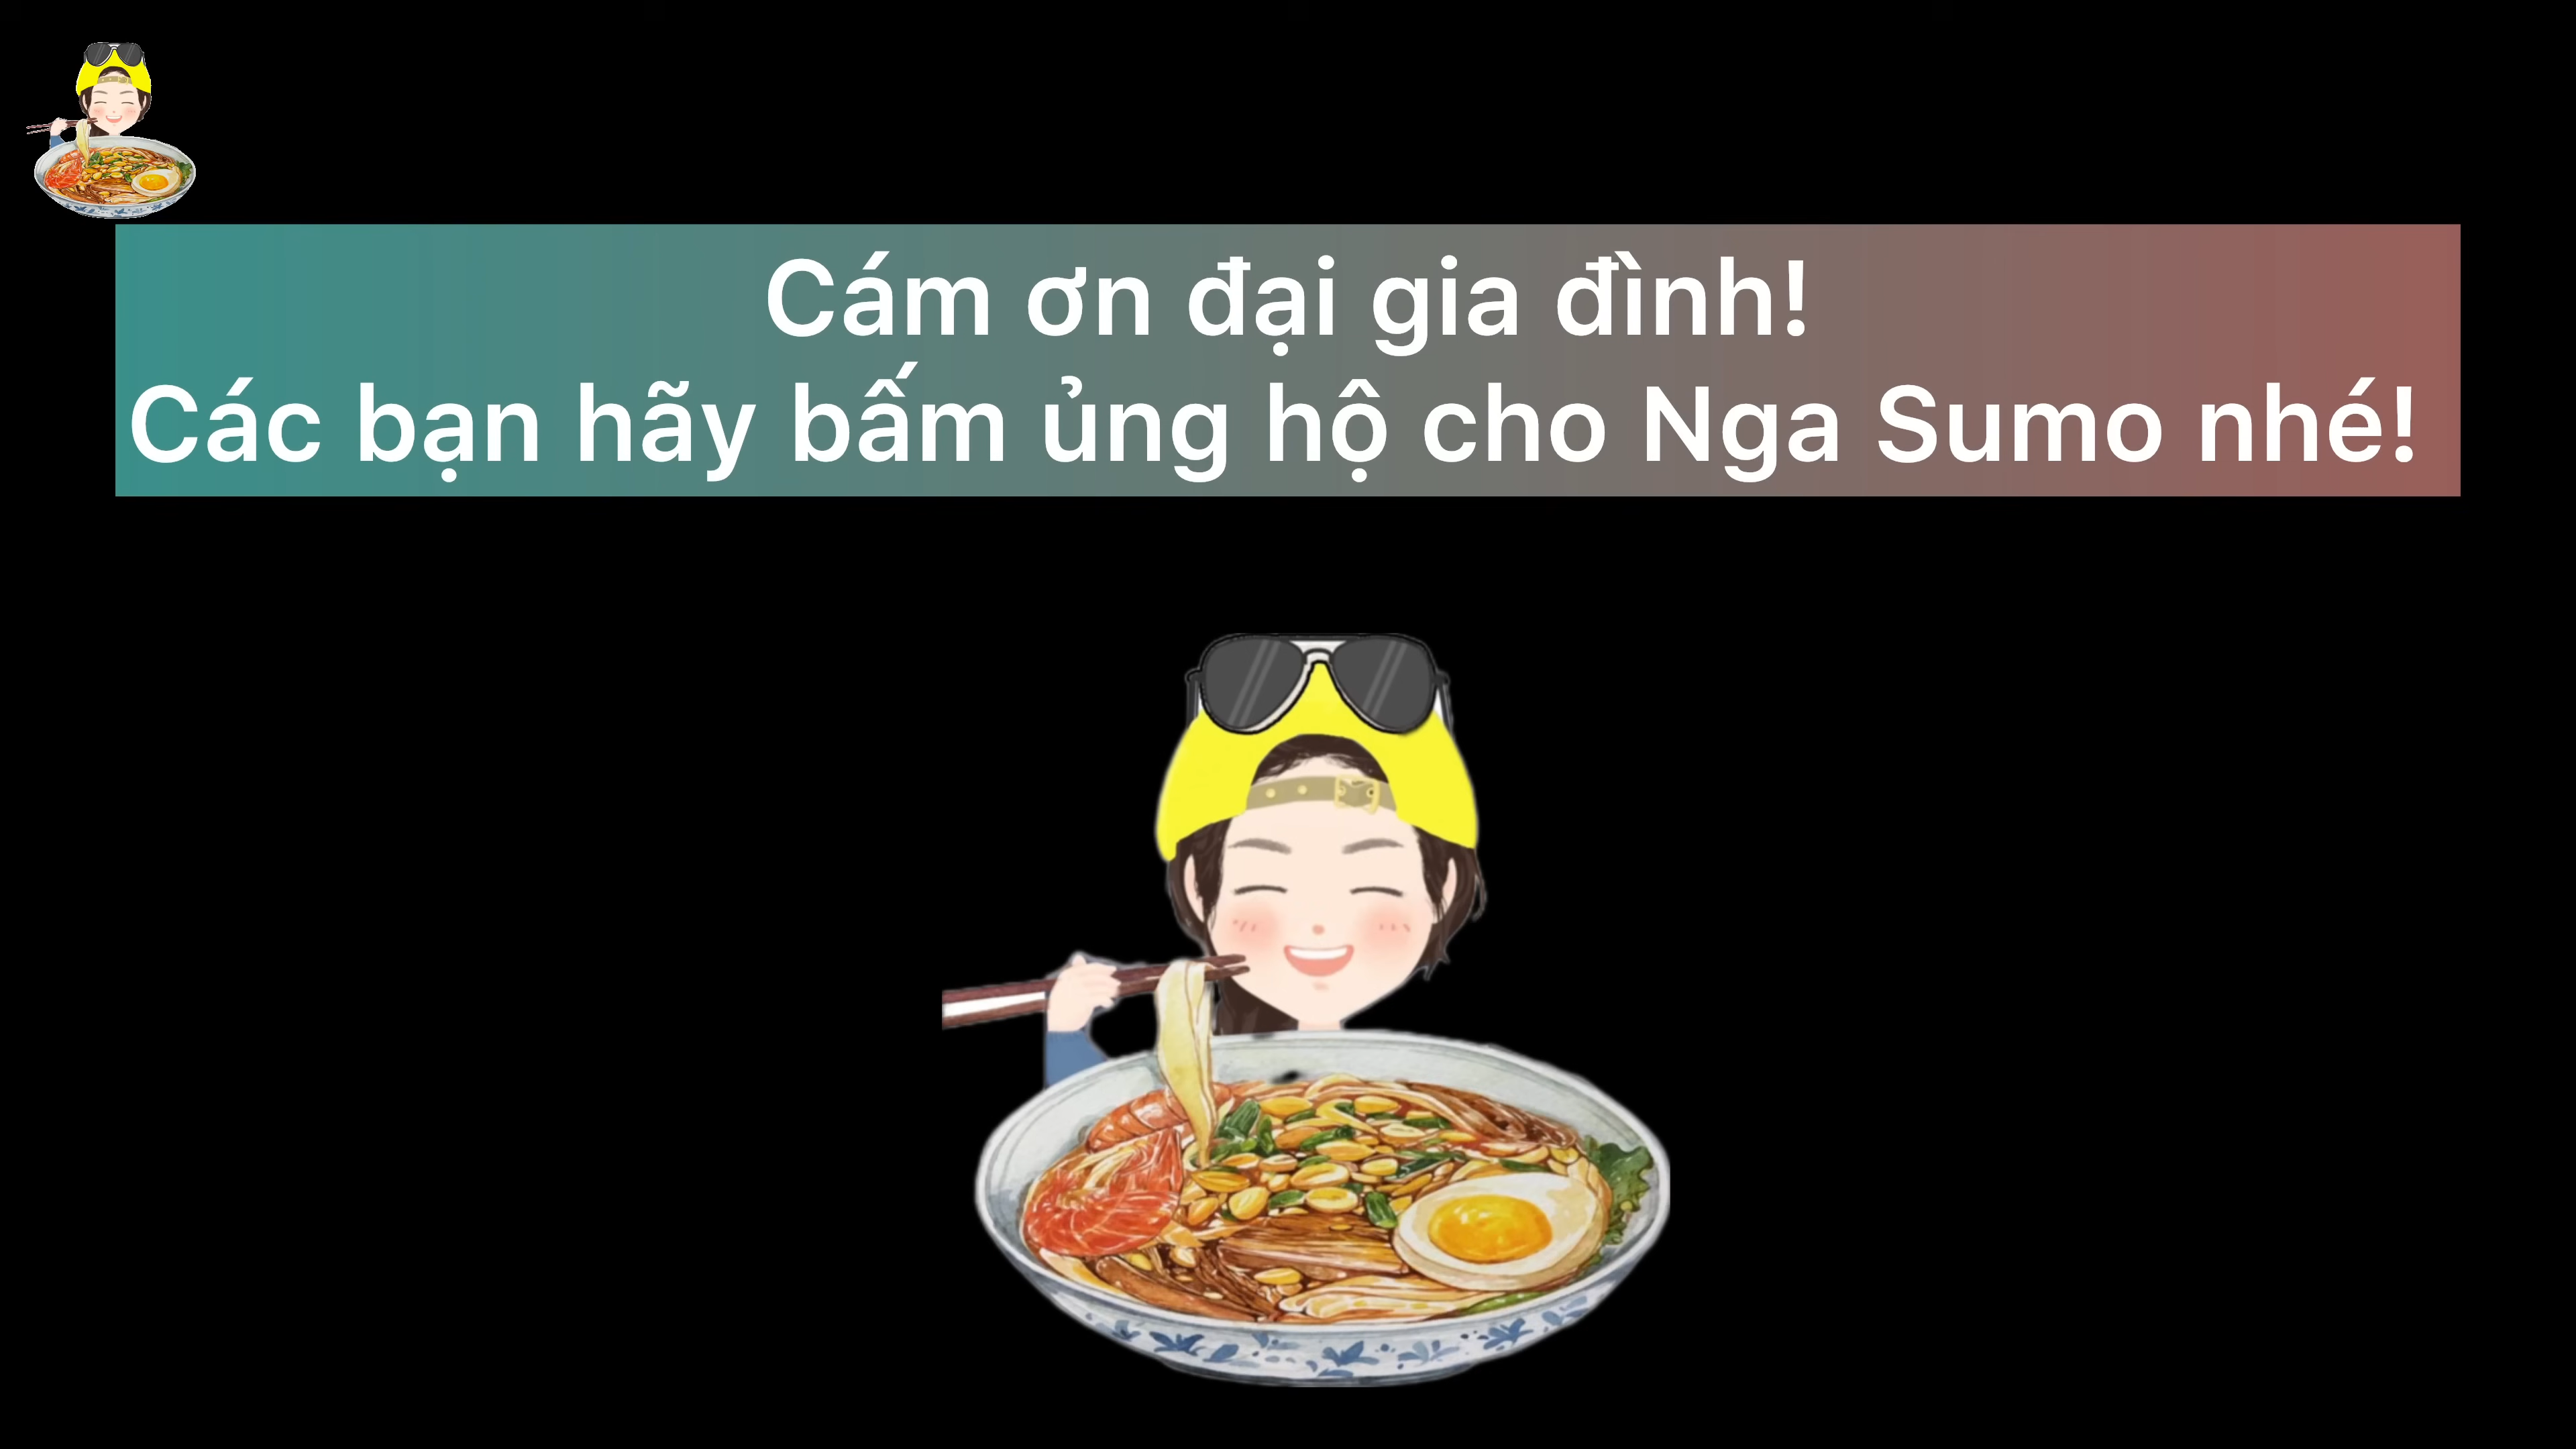 Cám ơn đại gia đình!
Các bạn hãy bấm ủng hộ cho Nga Sumo nhé!